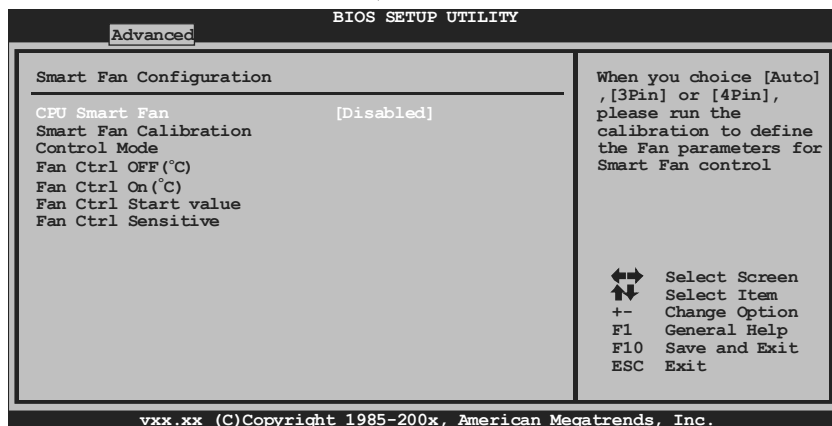 BIOS SETUP UTILITY
Advanced
Smart Fan Configuration
CPU Smart Fan [Disabled]
Smart Fan Calibration
Control Mode
Fan Ctrl OFF(°C)
Fan Ctrl On(°C)
Fan Ctrl Start value
Fan Ctrl Sensitive
When you choice [Auto]
,[3Pin] or [4Pin],
please run the
calibration to define
the Fan parameters for
Smart Fan control
Select Screen
Select Item
+- Change Option
F1 General Help
F10 Save and Exit
ESC Exit
vxx.xx (C)Copyright 1985-200x, American Megatrends, Inc.